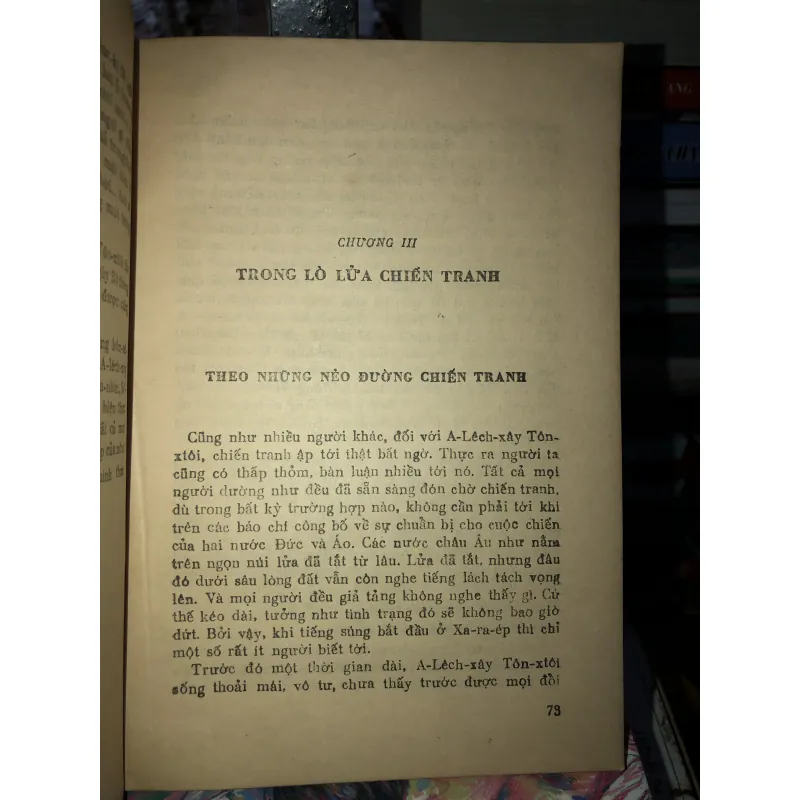 CHƯƠNG III
TRONG LÒ LỬA CHIẾN TRANH
THEO NHỮNG NẺO ĐƯỜNG CHIẾN TRANH
Cũng như nhiều người khác, đối với A-Lêch-xây Tôn-
xtôi, chiến tranh ập tới thật bất ngờ. Thực ra người ta
cũng có thấp thỏm, bàn luận nhiều tới nó. Tất cả mọi
người dường như đều đã sẵn sàng đón chờ chiến tranh,
dù trong bất kỳ trường hợp nào, không cần phải tới khi
trên các báo chí công bố về sự chuẩn bị cho cuộc chiến
của hai nước Đức và Áo. Các nước châu Âu như nằm
trên ngọn núi lửa đã tắt từ lâu. Lửa đã tắt, nhưng đâu
đó dưới sâu lòng đất vẫn còn nghe tiếng lách tách vọng
lên. Và mọi người đều giả tảng không nghe thấy gì. Cứ
thế kéo dài, tưởng như tình trạng đó sẽ không bao giờ
dứt. Bởi vậy, khi tiếng súng bắt đầu ở Xa-ra-ép thì chỉ
một số rất ít người biết tới.
Trước đó một thời gian dài, A-Lêch-xây Tôn-xtôi
sống thoải mái, vô tư, chưa thấy trước được mọi đổi
73
ANG